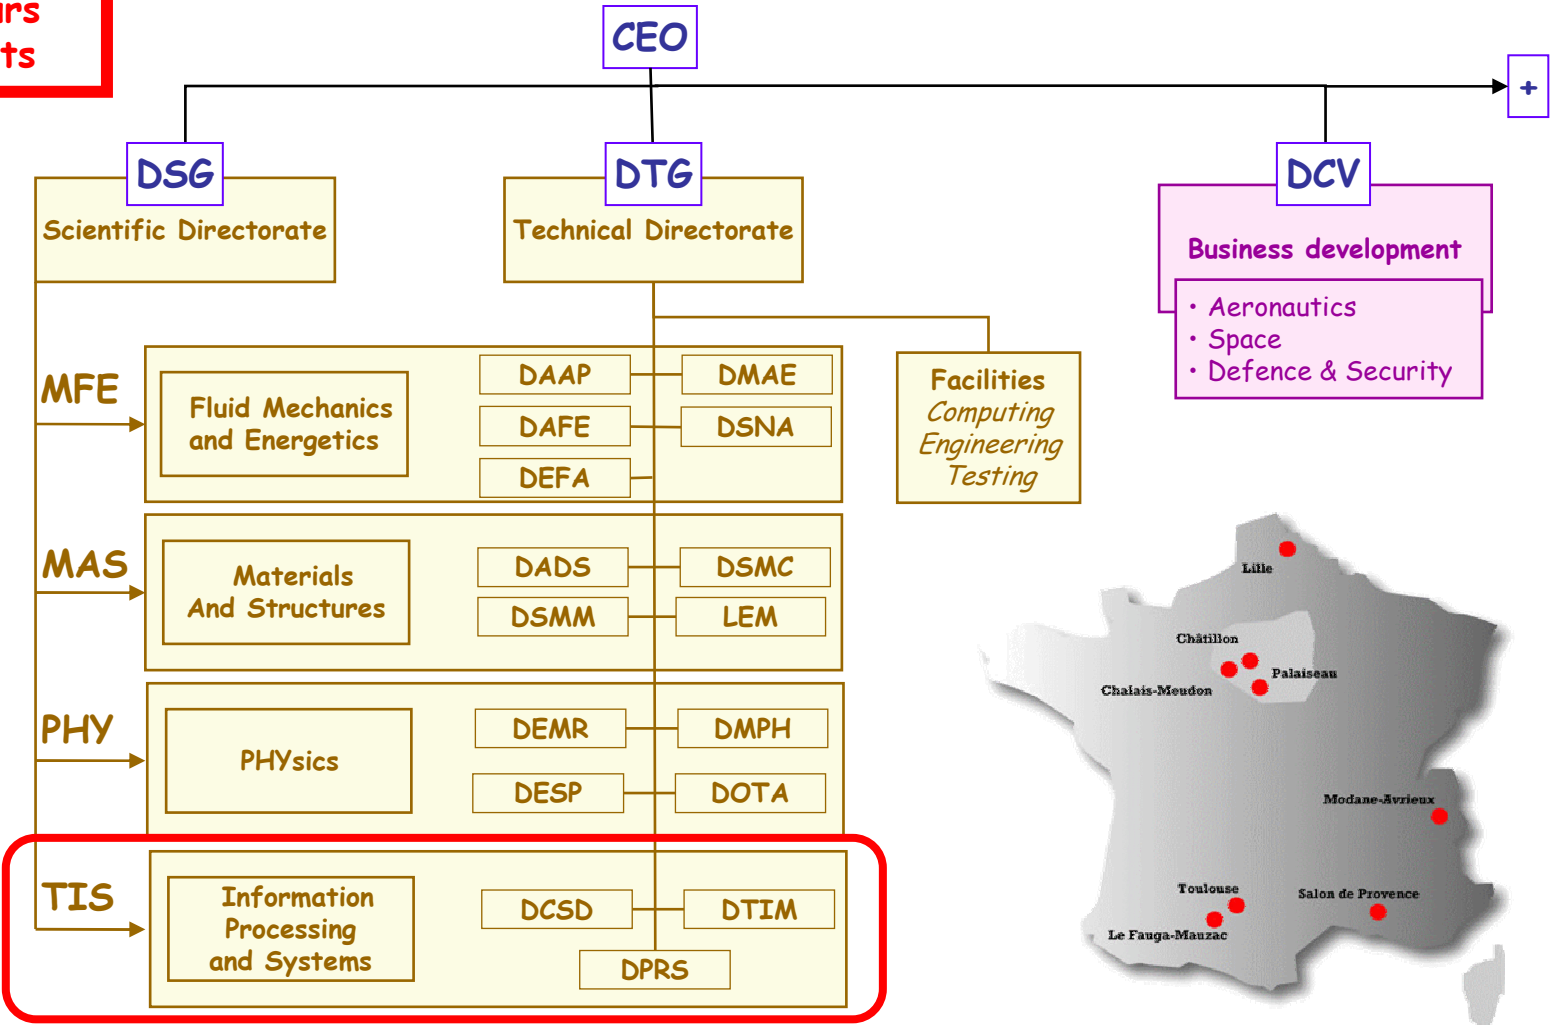 CEO
+
DSG
DTG
DCV
Scientific Directorate
Technical Directorate
Business development
• Aeronautics
• Space
• Defence & Security
MFE
Fluid Mechanics
and Energetics
DAAP
DMAE
DAFE
DSNA
DEFA
Facilities
Computing
Engineering
Testing
MAS
Materials
And Structures
DADS
DSMC
DSMM
LEM
PHY
PHYsics
DEMR
DMPH
DESP
DOTA
TIS
Information
Processing
and Systems
DCSD
DTIM
DPRS
Lille
Châtillon
Palaiseau
Chalais-Meudon
Modane-Avrieux
Toulouse
Salon de Provence
Le Fauga-Mauzac